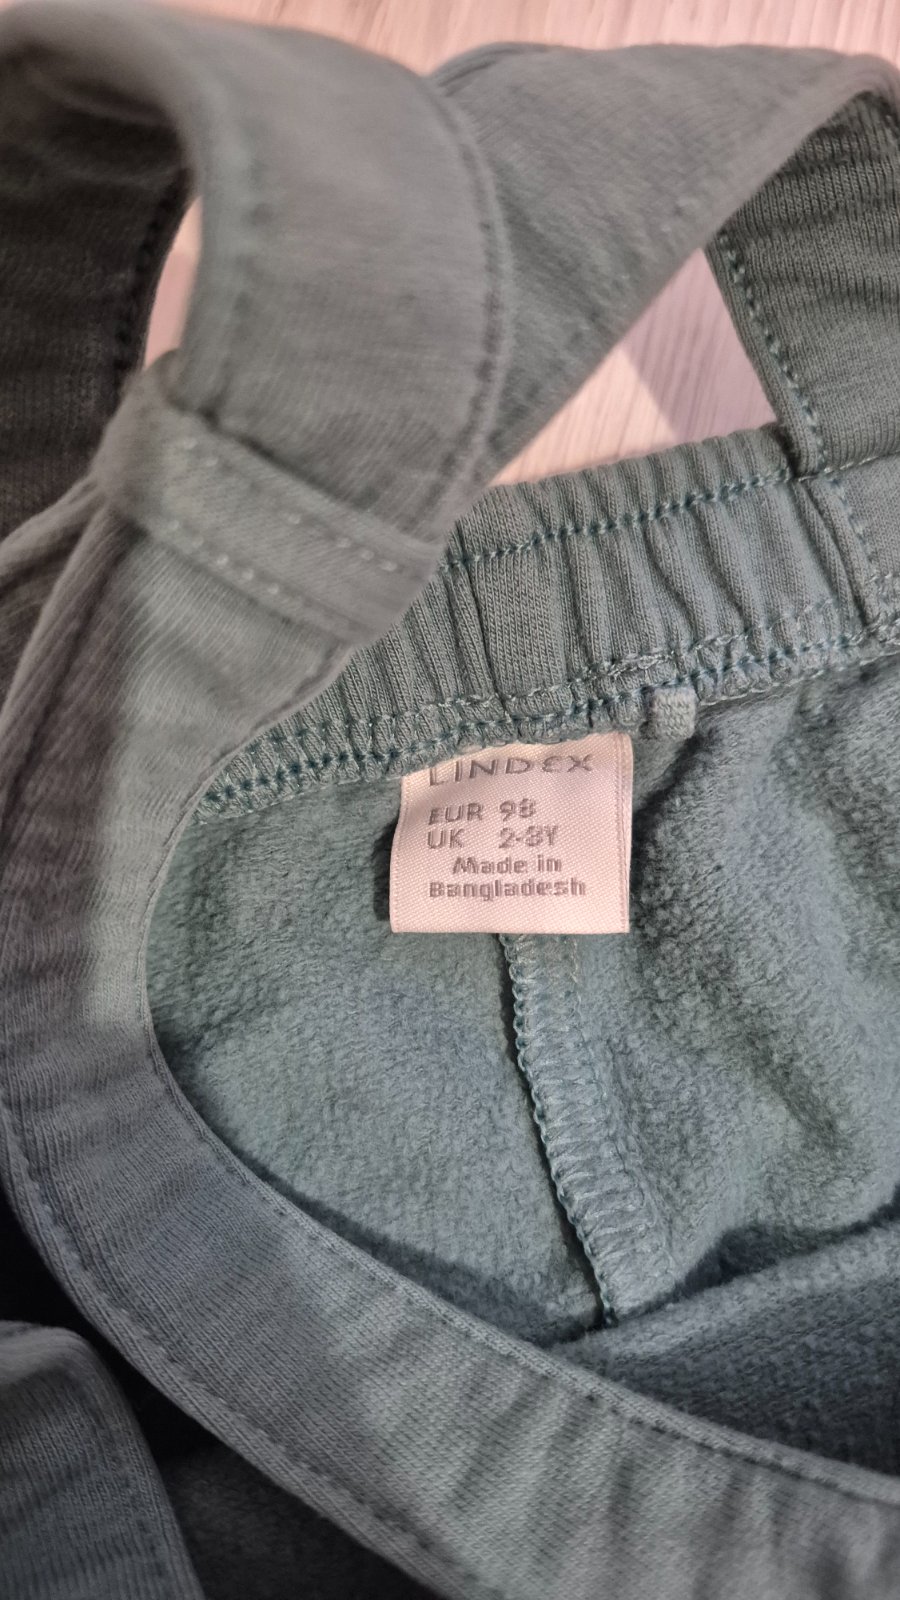 LINDEX
EUR 98
UK 2-3Y
Made in
Bangladesh